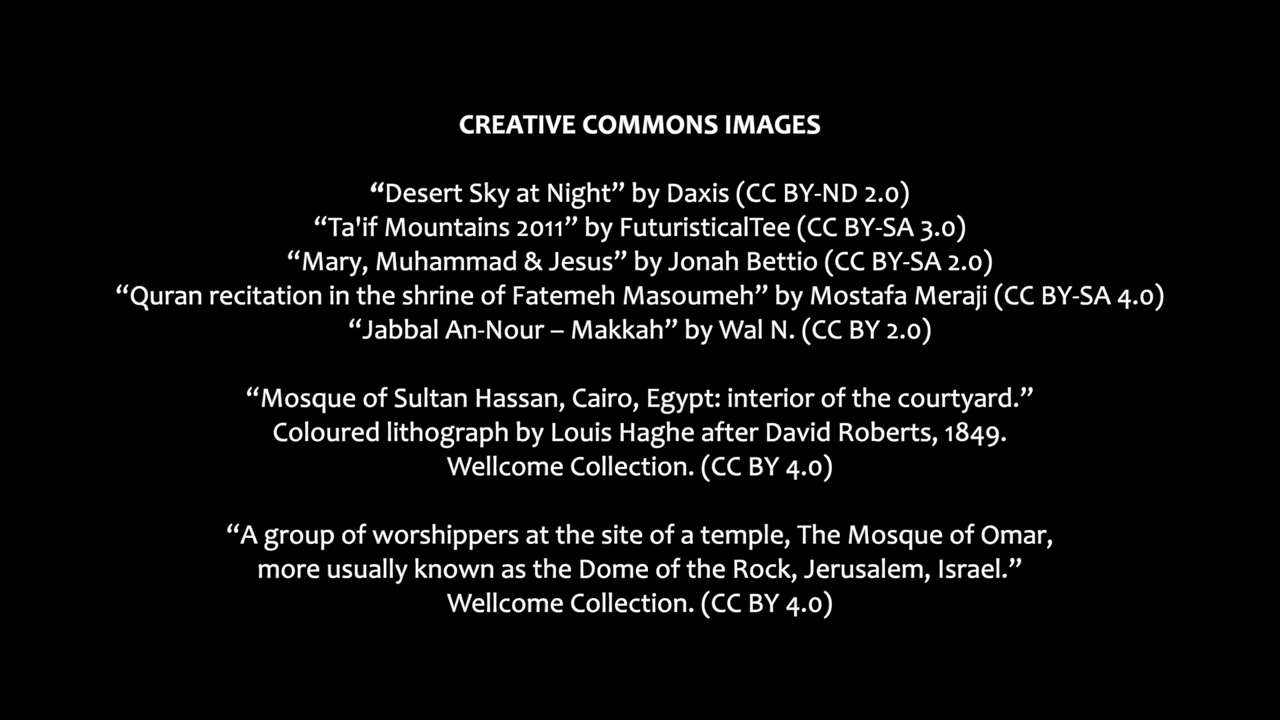 CREATIVE COMMONS IMAGES
“Desert Sky at Night” by Daxis (CC BY-ND 2.0)
“Ta'if Mountains 2011” by FuturisticalTee (CC BY-SA 3.0)
“Mary, Muhammad & Jesus” by Jonah Bettio (CC BY-SA 2.0)
“Quran recitation in the shrine of Fatemeh Masoumeh” by Mostafa Meraji (CC BY-SA 4.0)
“Jabbal An-Nour – Makkah” by Wal N. (CC BY 2.0)
“Mosque of Sultan Hassan, Cairo, Egypt: interior of the courtyard.”
Coloured lithograph by Louis Haghe after David Roberts, 1849.
Wellcome Collection. (CC BY 4.0)
“A group of worshippers at the site of a temple, The Mosque of Omar,
more usually known as the Dome of the Rock, Jerusalem, Israel.”
Wellcome Collection. (CC BY 4.0)